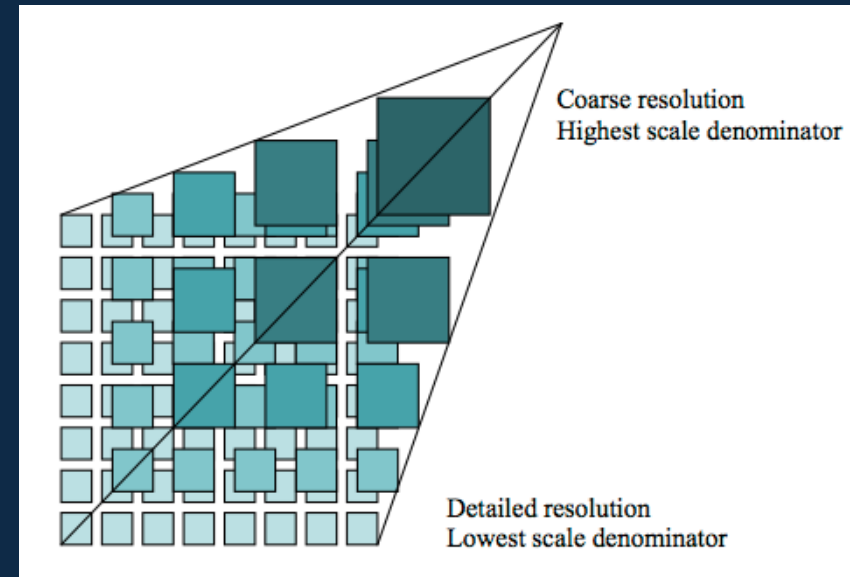 Coarse resolution
Highest scale denominator
Detailed resolution
Lowest scale denominator